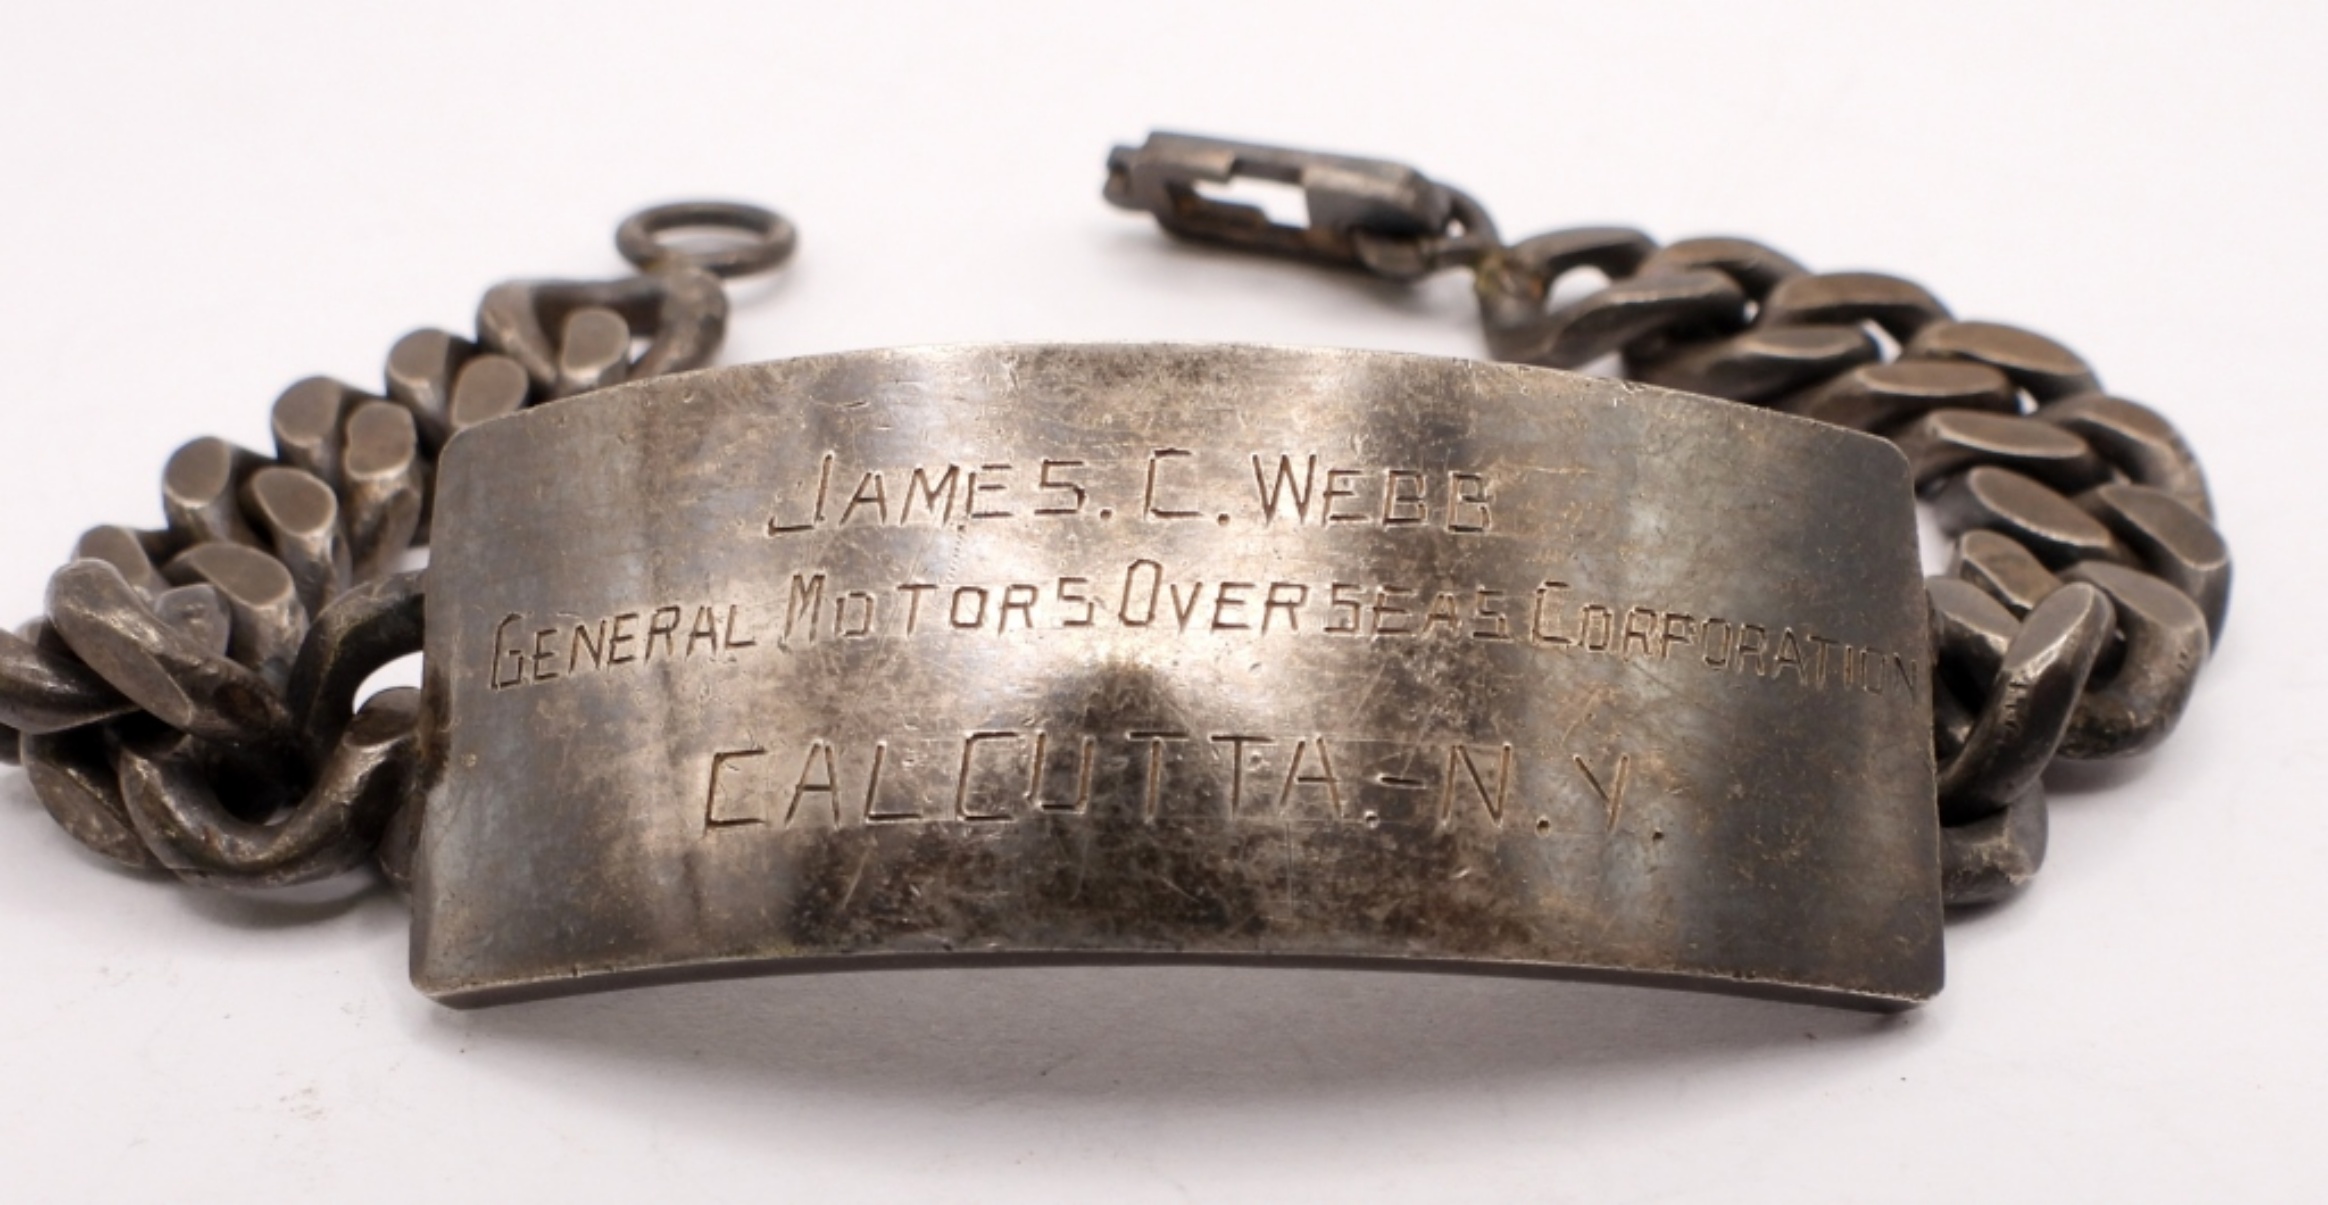 JAMES. C. WEBB
GENERAL MOTORS OVERSEAS CORPORATION
CALCUTTA.-N.Y.